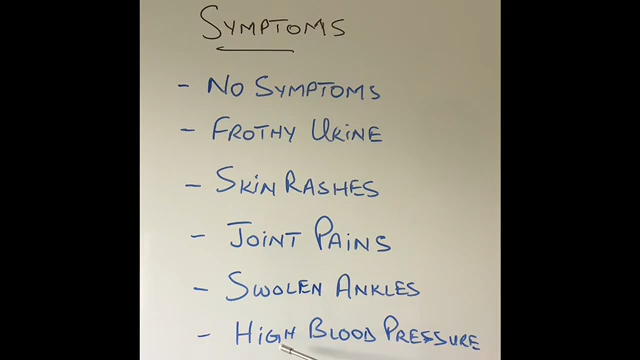 SYMPTOMS
- NO SYMPTOMS
- FROTHY URINE
- SKIN RASHES
- JOINT PAINS
- SWOLEN ANKLES
- HIGH BLOOD PRESSURE